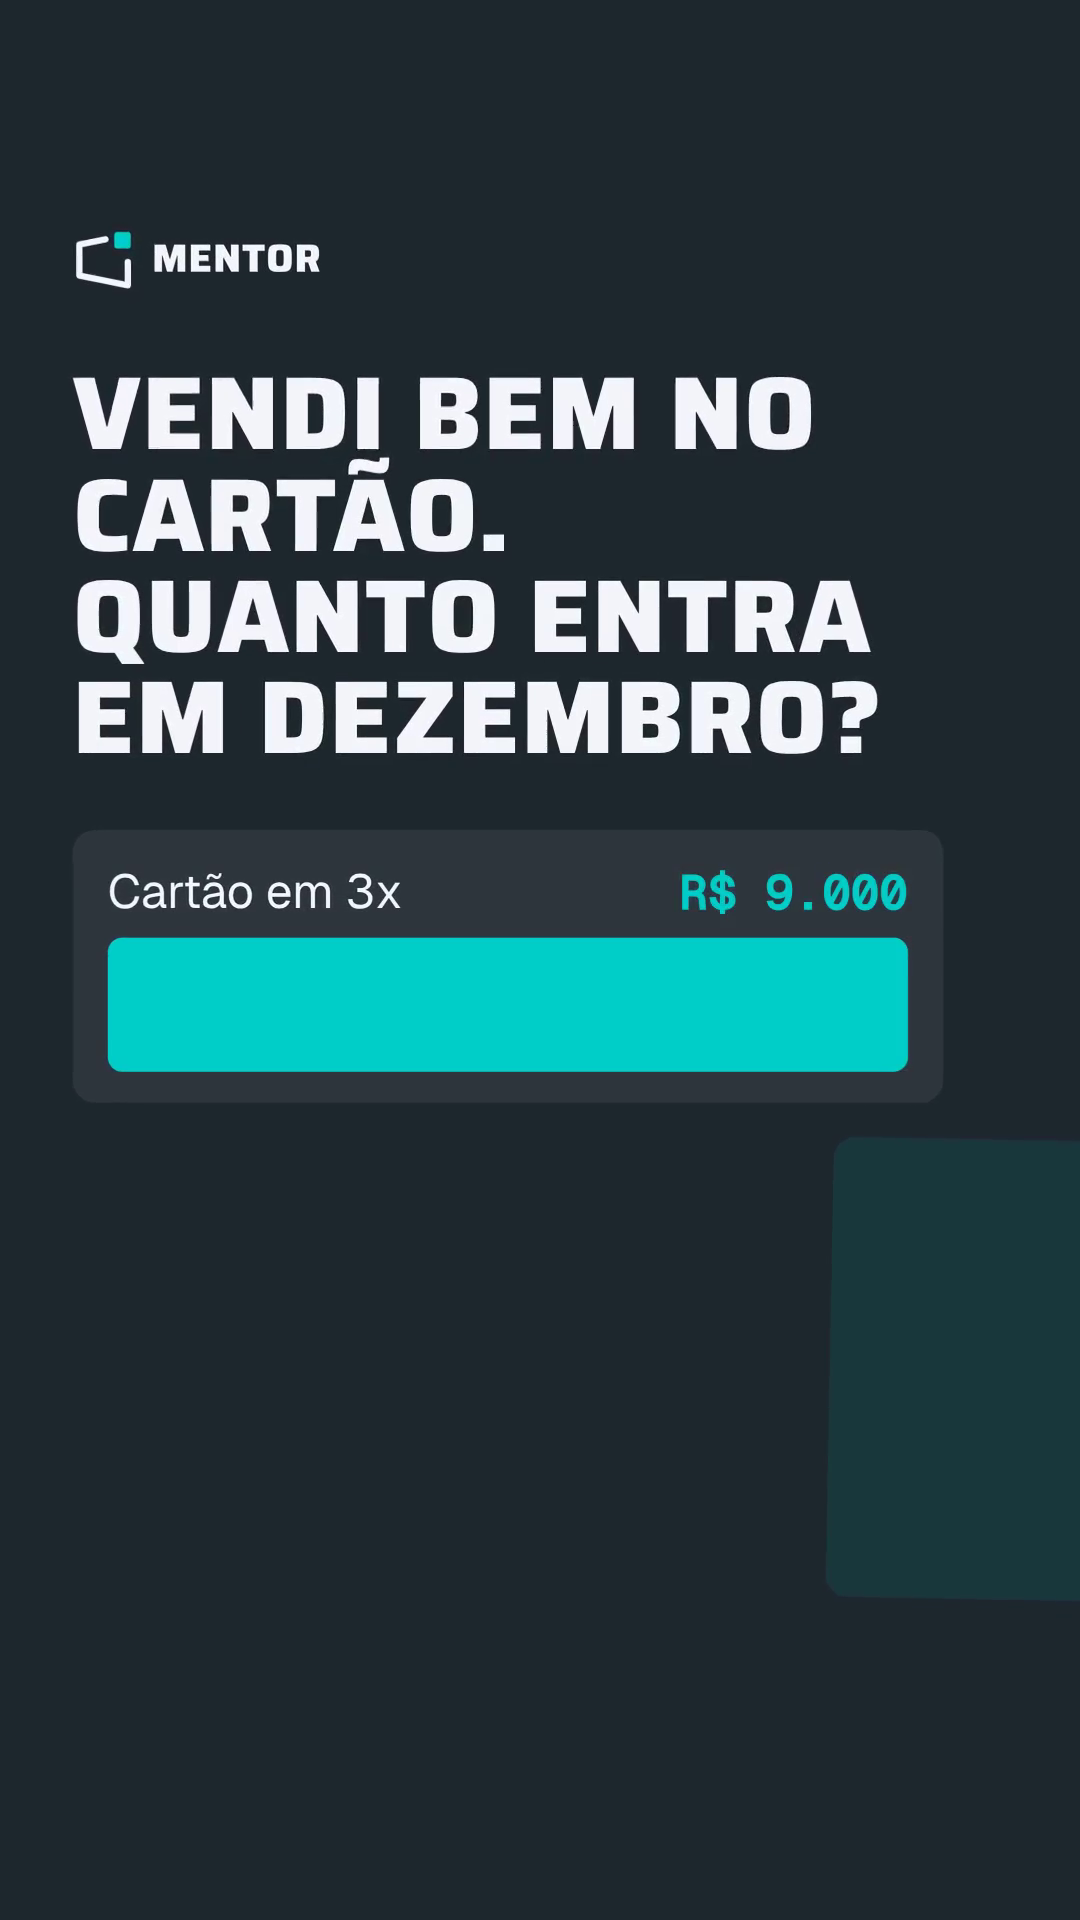 MENTOR
VENDI BEM NO
CARTÃO.
QUANTO ENTRA
EM DEZEMBRO?
Cartão em 3x
R$ 9.000